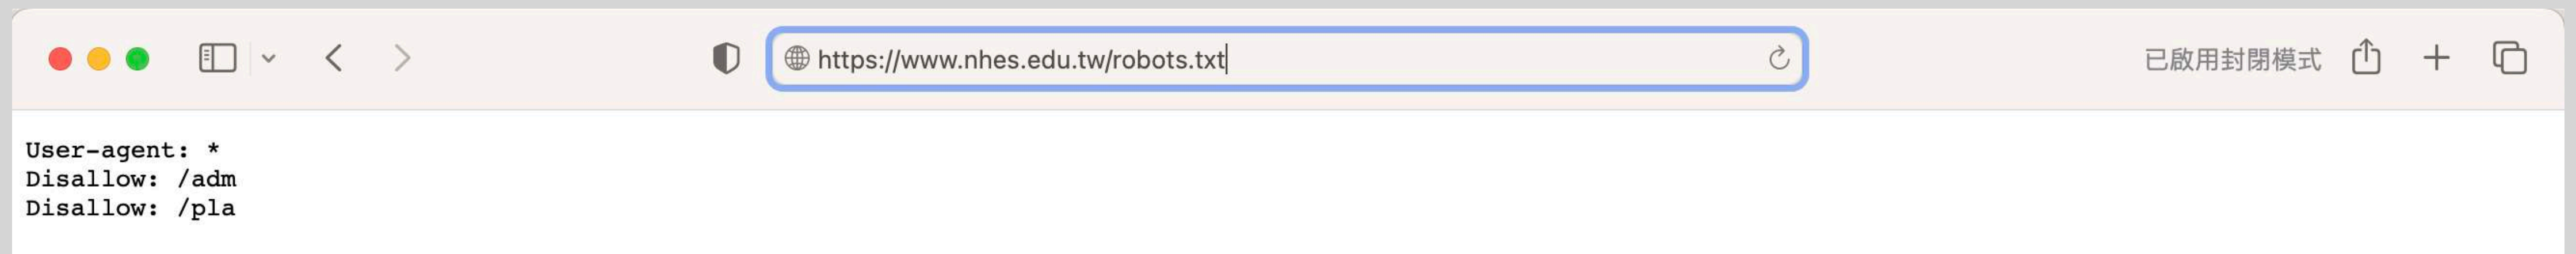 https://www.nhes.edu.tw/robots.txt
已啟用封閉模式
User-agent: *
Disallow: /adm
Disallow: /pla